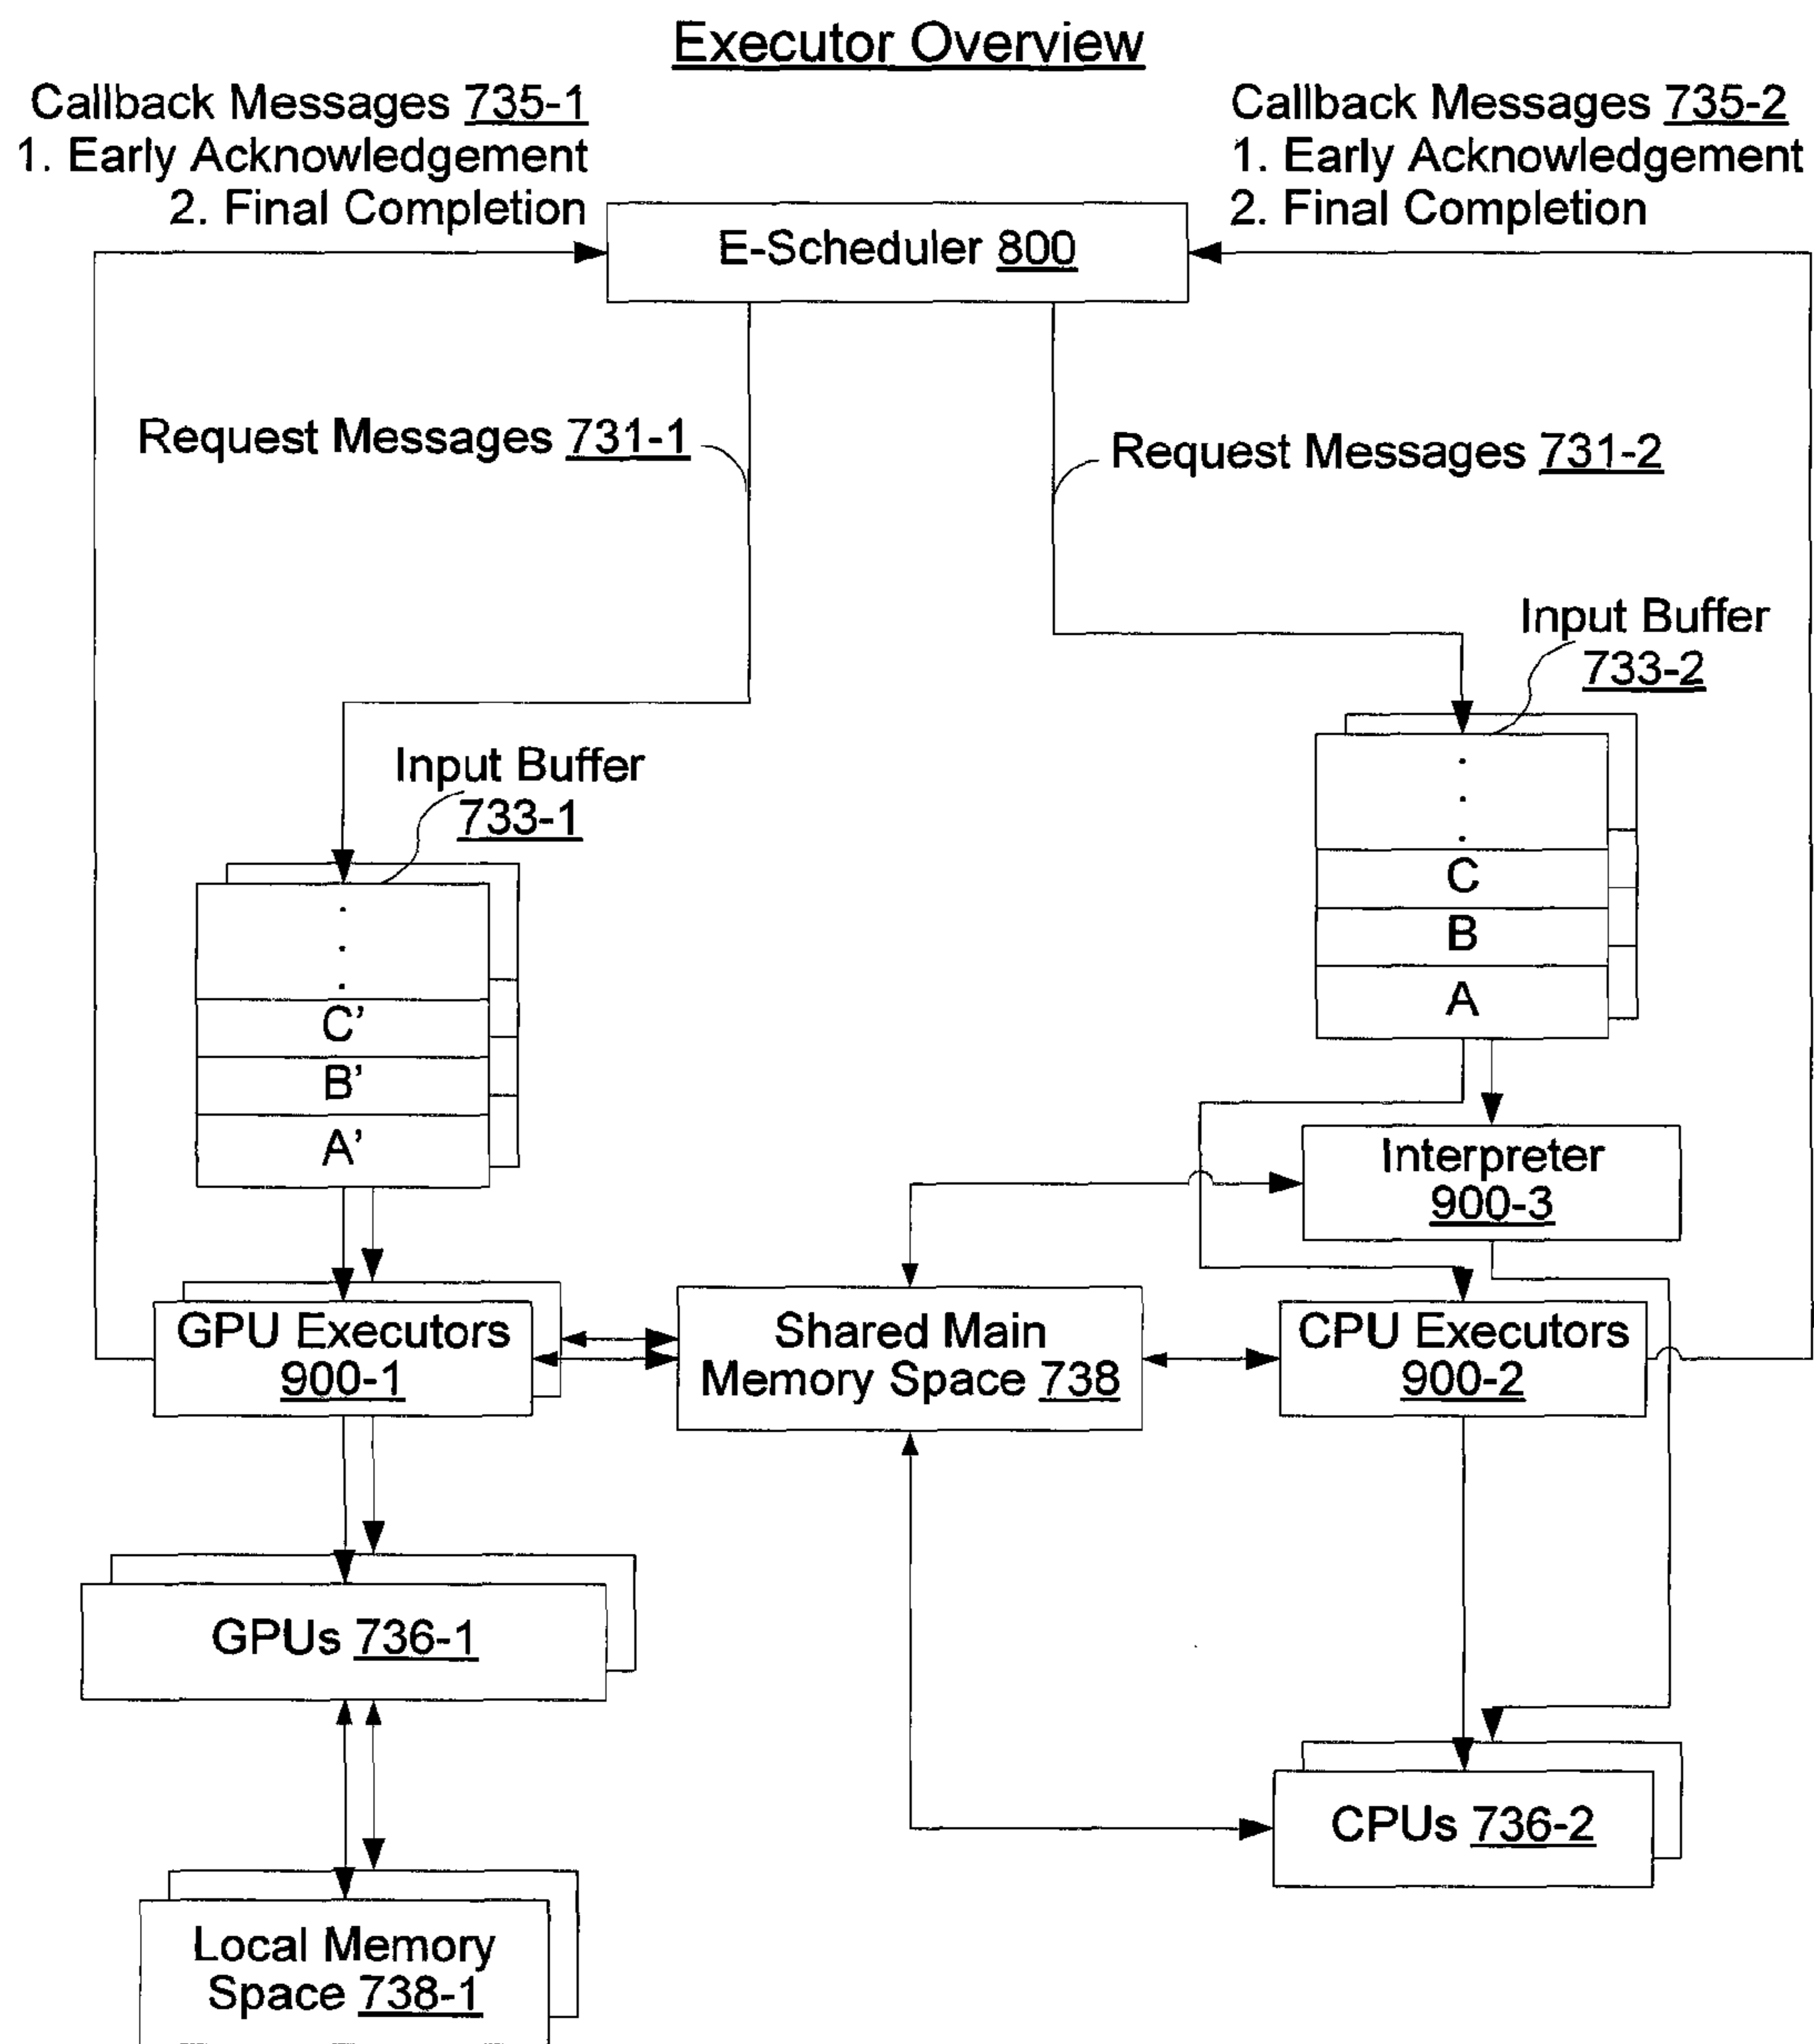 Executor Overview
Callback Messages 735-1
1. Early Acknowledgement
2. Final Completion
Callback Messages 735-2
1. Early Acknowledgement
2. Final Completion
E-Scheduler 800
Request Messages 731-1
Request Messages 731-2
Input Buffer
733-2
Input Buffer
733-1
C
B
A
C'
B'
A'
Interpreter
900-3
GPU Executors
900-1
Shared Main
Memory Space 738
CPU Executors
900-2
GPUs 736-1
CPUs 736-2
Local Memory
Space 738-1